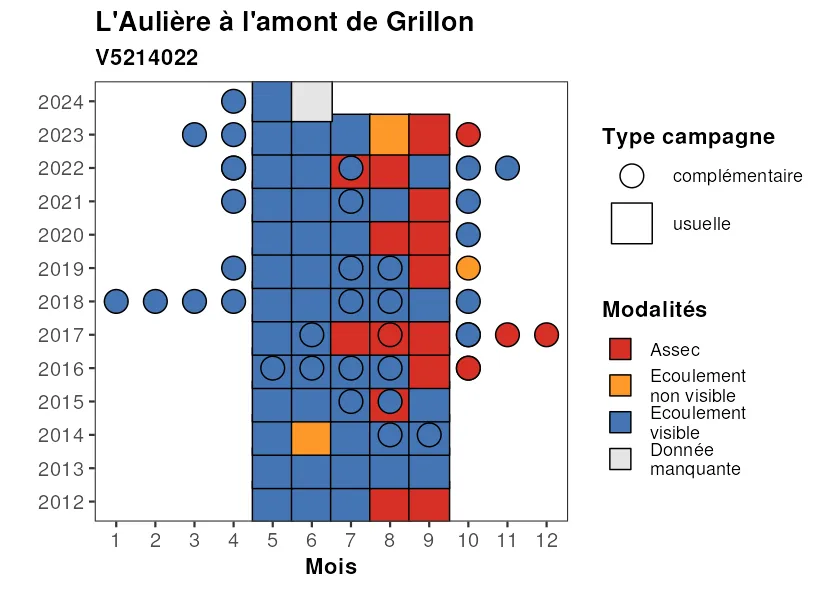 L'Aulière à l'amont de Grillon
V5214022
2024
2023
2022
2021
2020
2019
2018
2017
2016
2015
2014
2013
2012
1 2 3 4 5 6 7 8 9 10 11 12
Mois
Type campagne
complémentaire
usuelle
Modalités
Assec
Ecoulement
non visible
Ecoulement
visible
Donnée
manquante